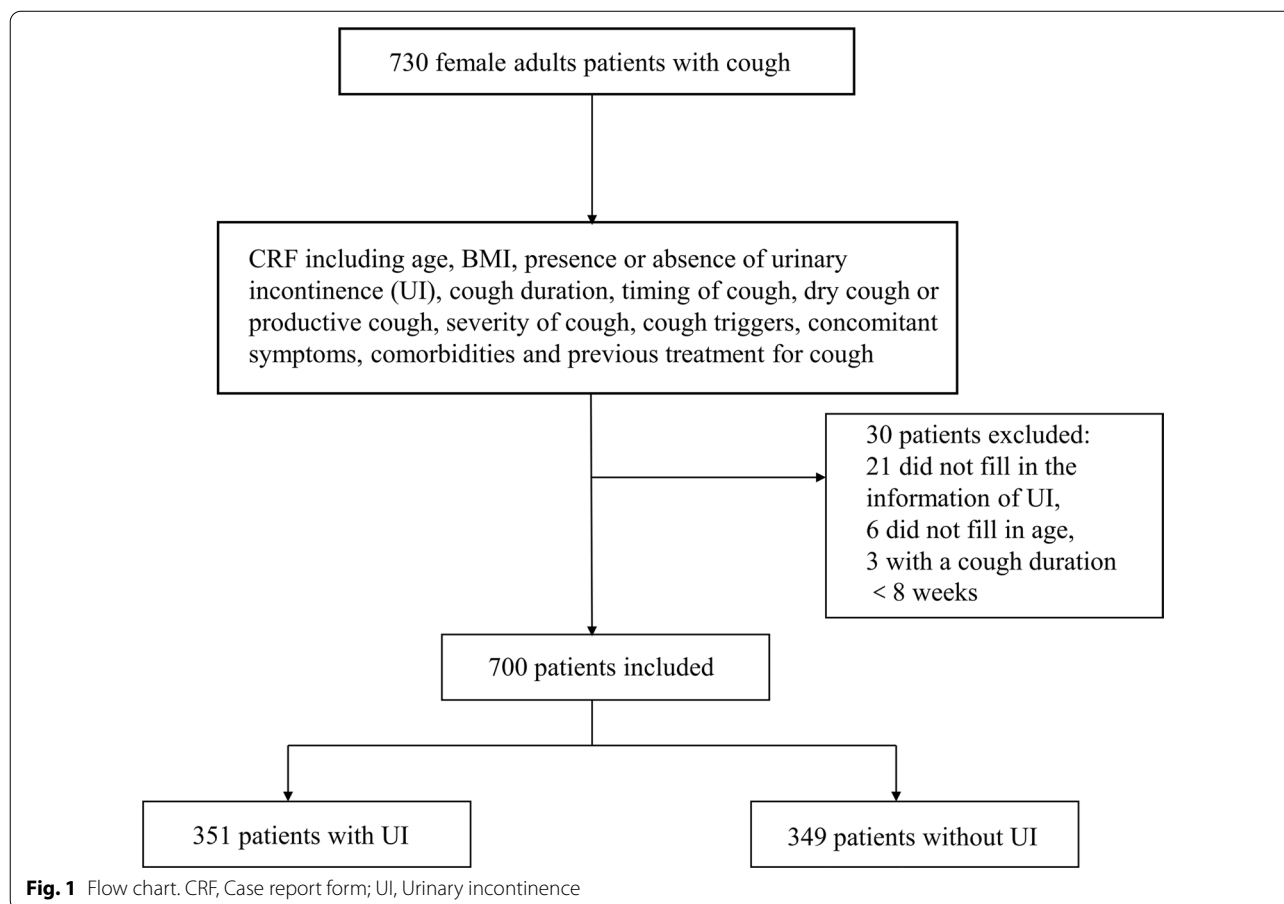 730 female adults patients with cough
CRF including age, BMI, presence or absence of urinary
incontinence (UI), cough duration, timing of cough, dry cough or
productive cough, severity of cough, cough triggers, concomitant
symptoms, comorbidities and previous treatment for cough
30 patients excluded:
21 did not fill in the
information of UI,
6 did not fill in age,
3 with a cough duration
< 8 weeks
700 patients included
351 patients with UI
349 patients without UI
Fig. 1 Flow chart. CRF, Case report form; UI, Urinary incontinence